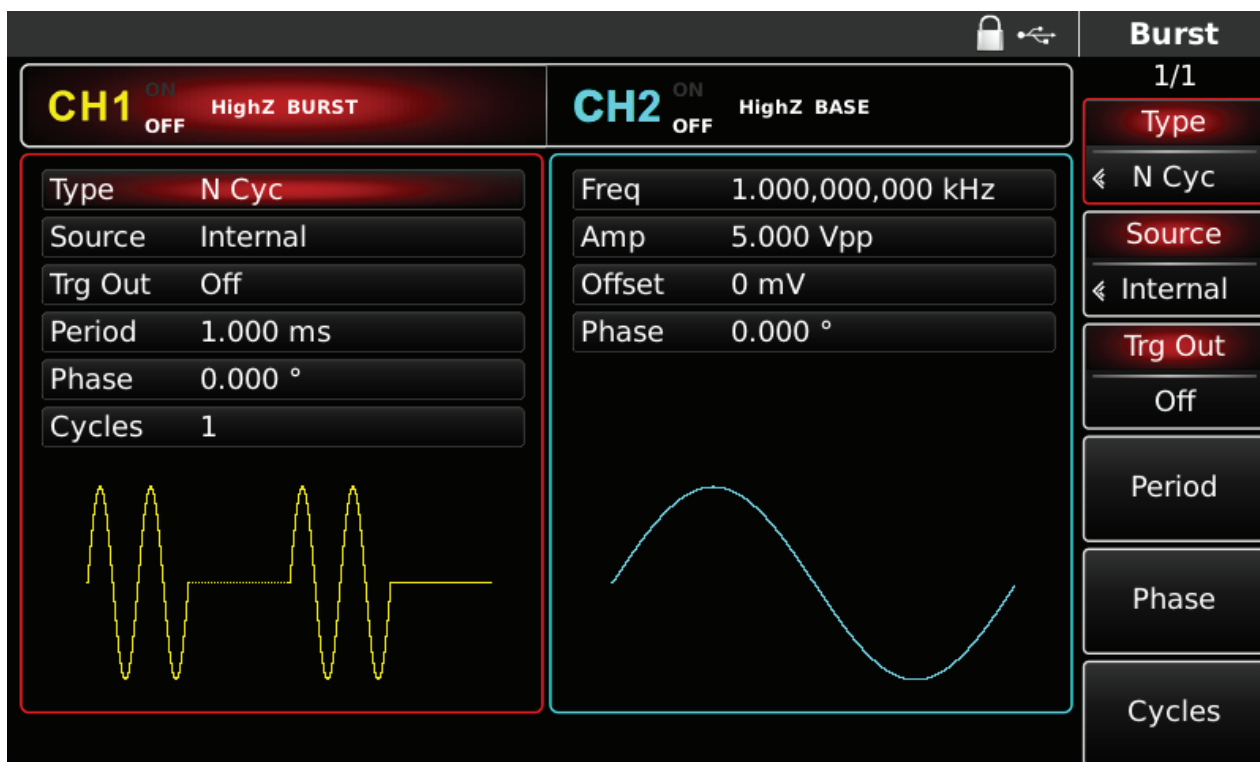 Burst
1/1
CH1 ON OFF HighZ BURST
CH2 ON OFF HighZ BASE
Type N Cyc
Source Internal
Trg Out Off
Period 1.000 ms
Phase 0.000 °
Cycles 1
Freq 1.000,000,000 kHz
Amp 5.000 Vpp
Offset 0 mV
Phase 0.000 °
Type
N Cyc
Source
Internal
Trg Out
Off
Period
Phase
Cycles